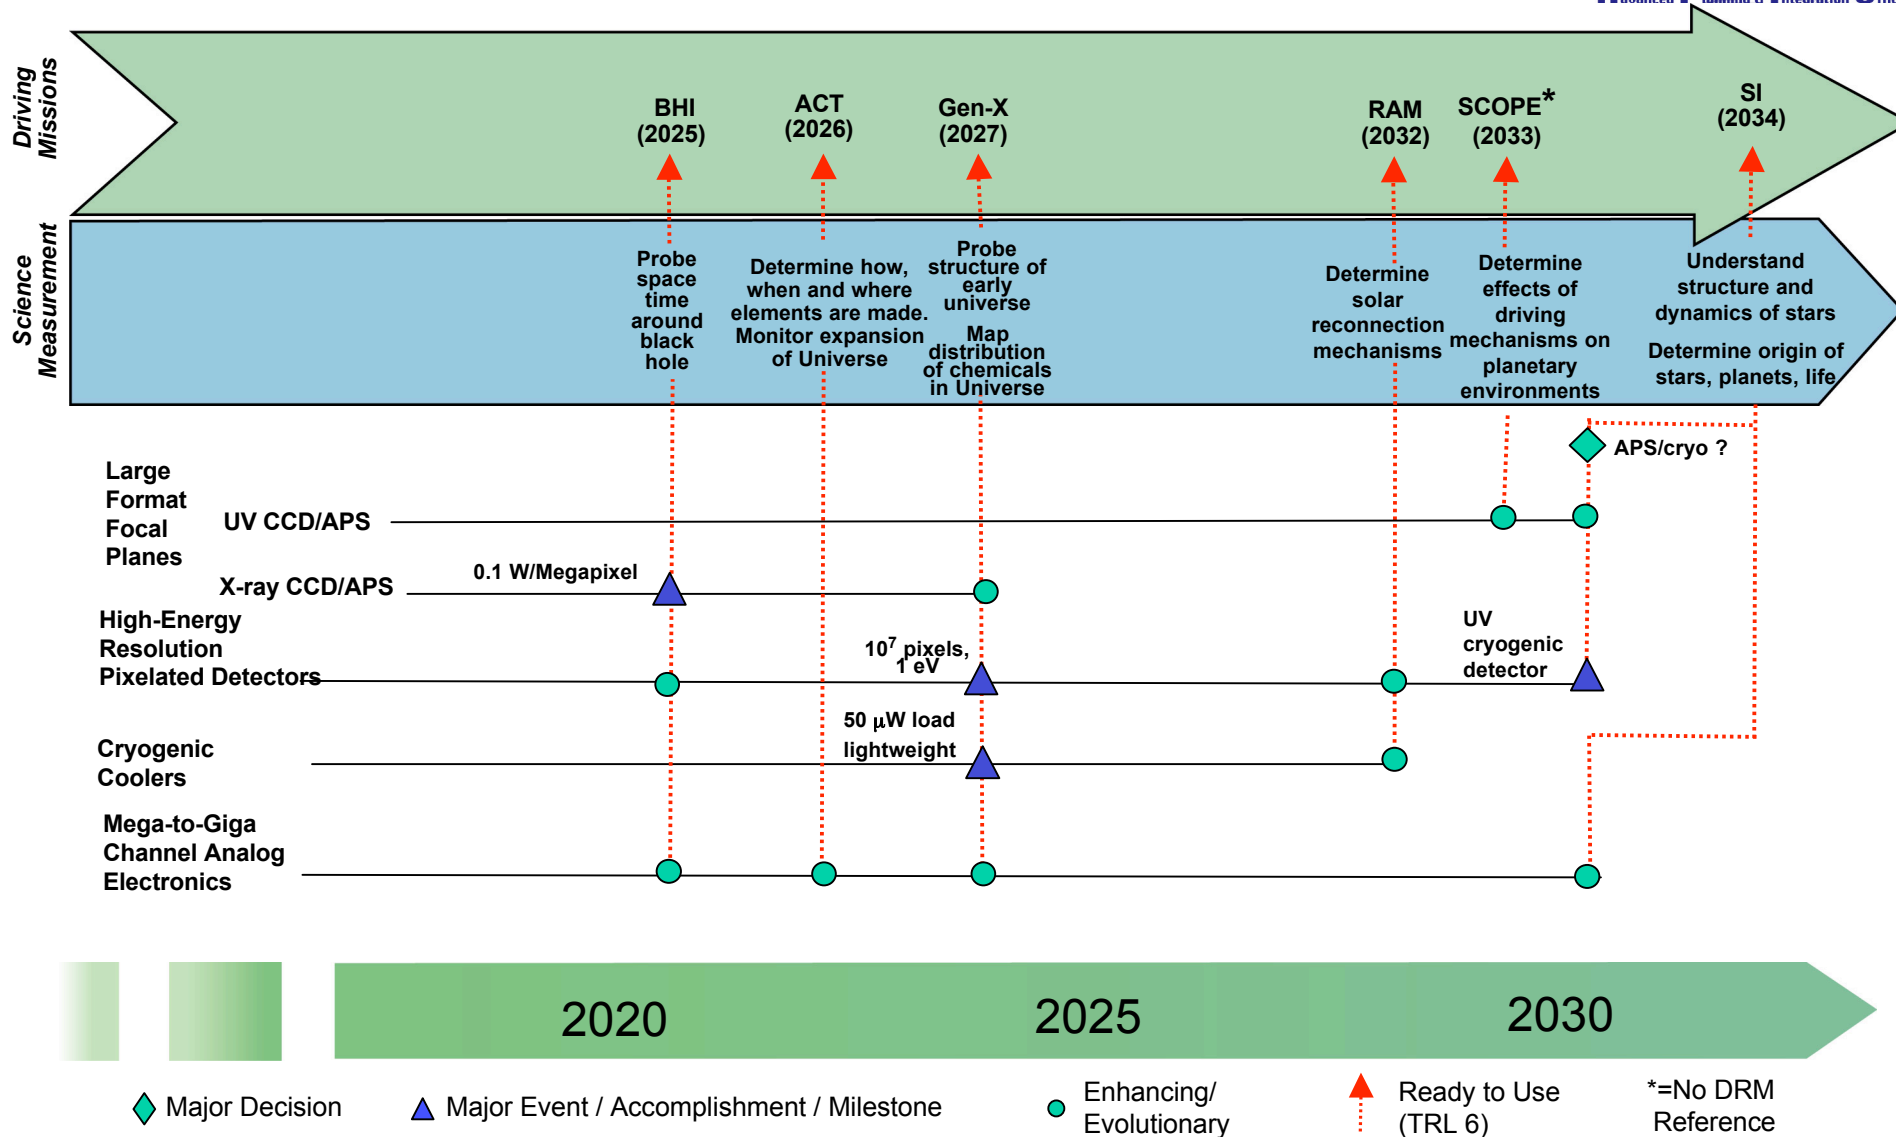 Driving
Missions
BHI
(2025)
ACT
(2026)
Gen-X
(2027)
RAM
(2032)
SCOPE*
(2033)
SI
(2034)
Science
Measurement
Probe
space
time
around
black
hole
Determine how,
when and where
elements are made.
Monitor expansion
of Universe
Probe
structure of
early
universe
Map
distribution
of chemicals
in Universe
Determine
solar
reconnection
mechanisms
Determine
effects of
driving
mechanisms on
planetary
environments
Understand
structure and
dynamics of stars
Determine origin of
stars, planets, life
APS/cryo ?
Large
Format
Focal
Planes
UV CCD/APS
X-ray CCD/APS
0.1 W/Megapixel
High-Energy
Resolution
Pixelated Detectors
10⁷ pixels,
1 eV
UV
cryogenic
detector
Cryogenic
Coolers
50 μW load
lightweight
Mega-to-Giga
Channel Analog
Electronics
2020
2025
2030
Major Decision
Major Event / Accomplishment / Milestone
Enhancing/
Evolutionary
Ready to Use
(TRL 6)
*=No DRM
Reference